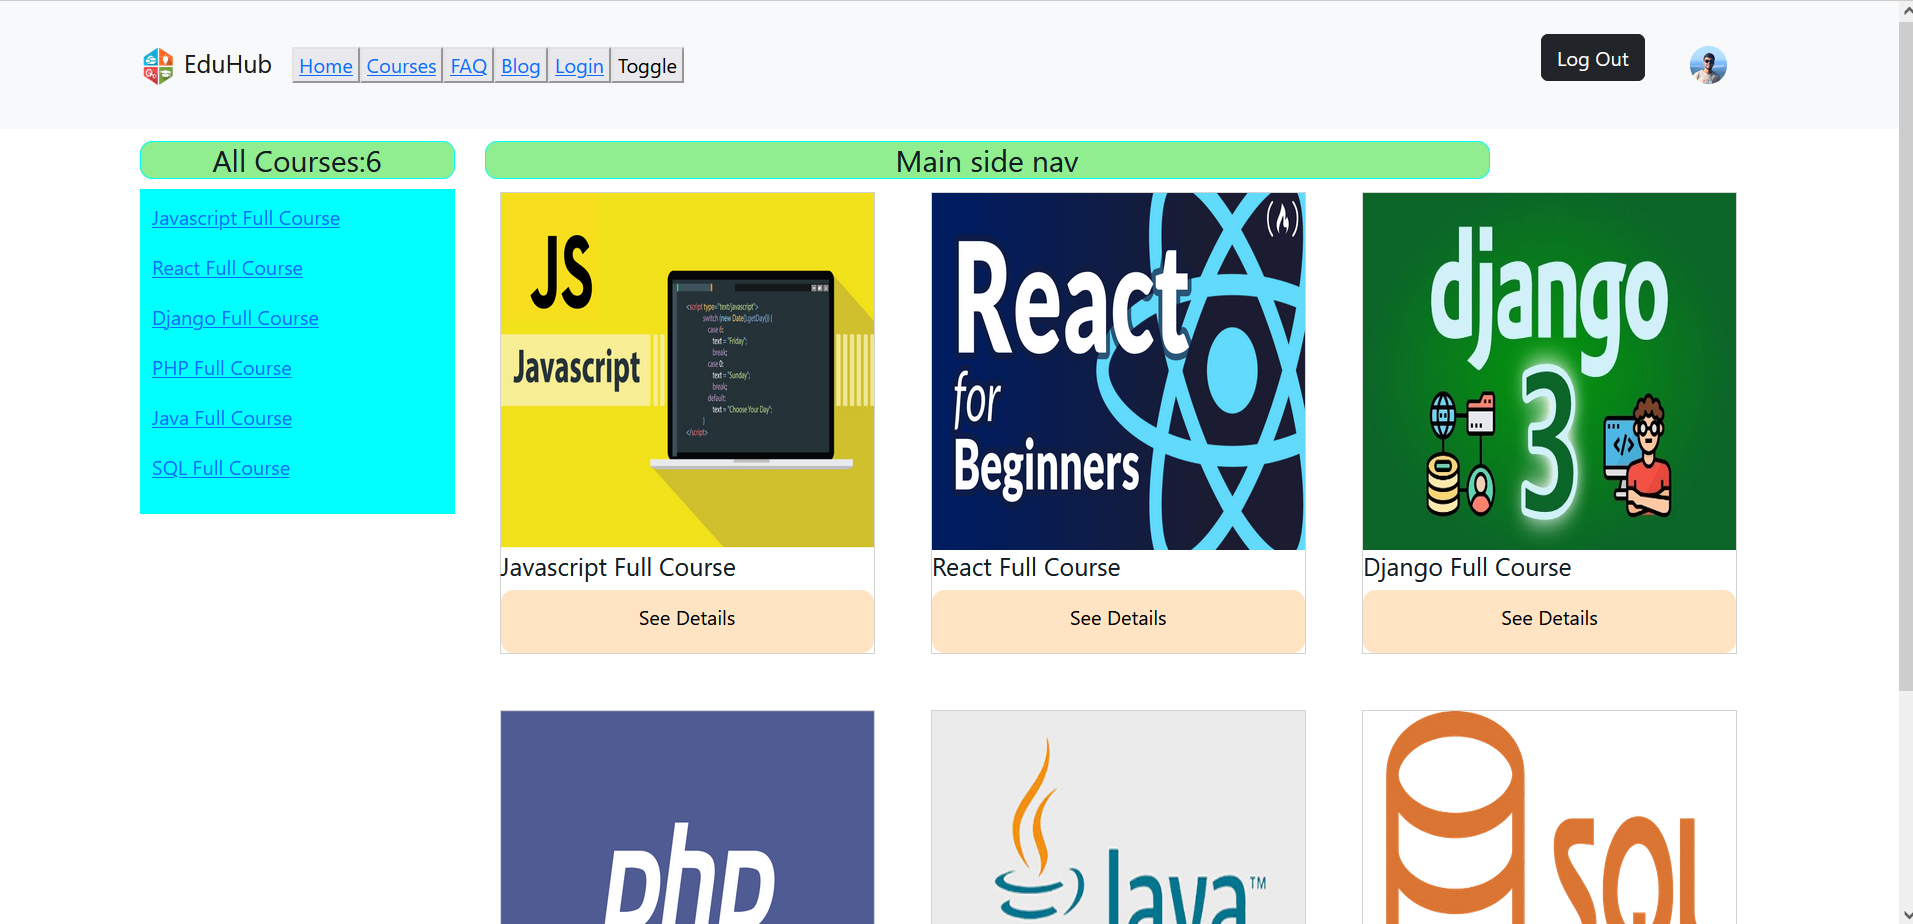 EduHub
Home Courses FAQ Blog Login Toggle
Log Out
All Courses:6
Main side nav
Javascript Full Course
React Full Course
Django Full Course
PHP Full Course
Java Full Course
SQL Full Course
JS
Javascript
<script type="text/javascript">
switch (new Date().getDay()) {
case 6:
text = "Friday";
break;
case 0:
text = "Sunday";
break;
default:
text = "Choose Your Day";
}
</script>
React
for
Beginners
django
3
</>
Javascript Full Course
React Full Course
Django Full Course
See Details
See Details
See Details
php
Java™
SQL